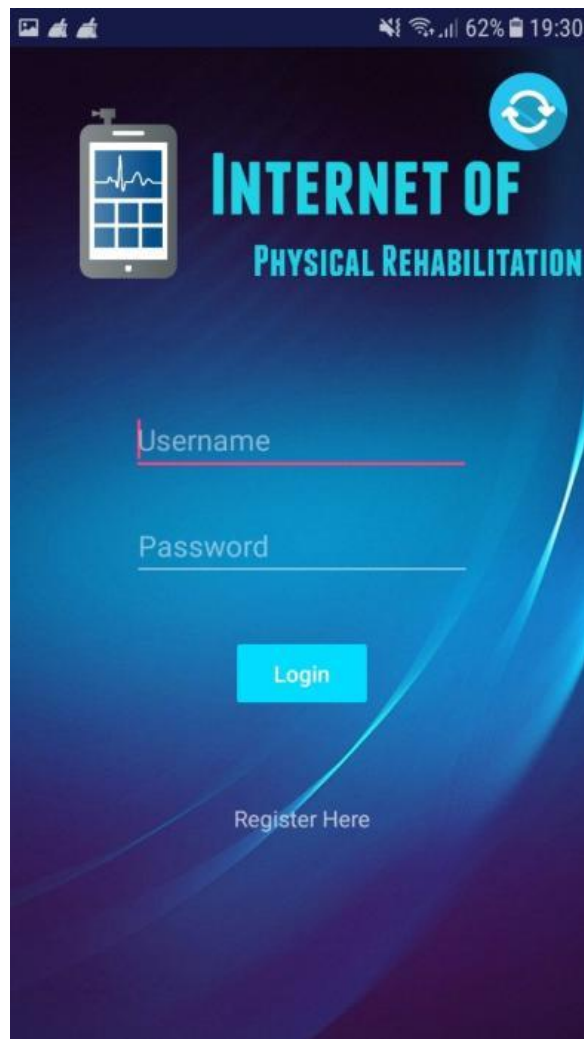 62% 19:30
INTERNET OF
PHYSICAL REHABILITATION
Username
Password
Login
Register Here